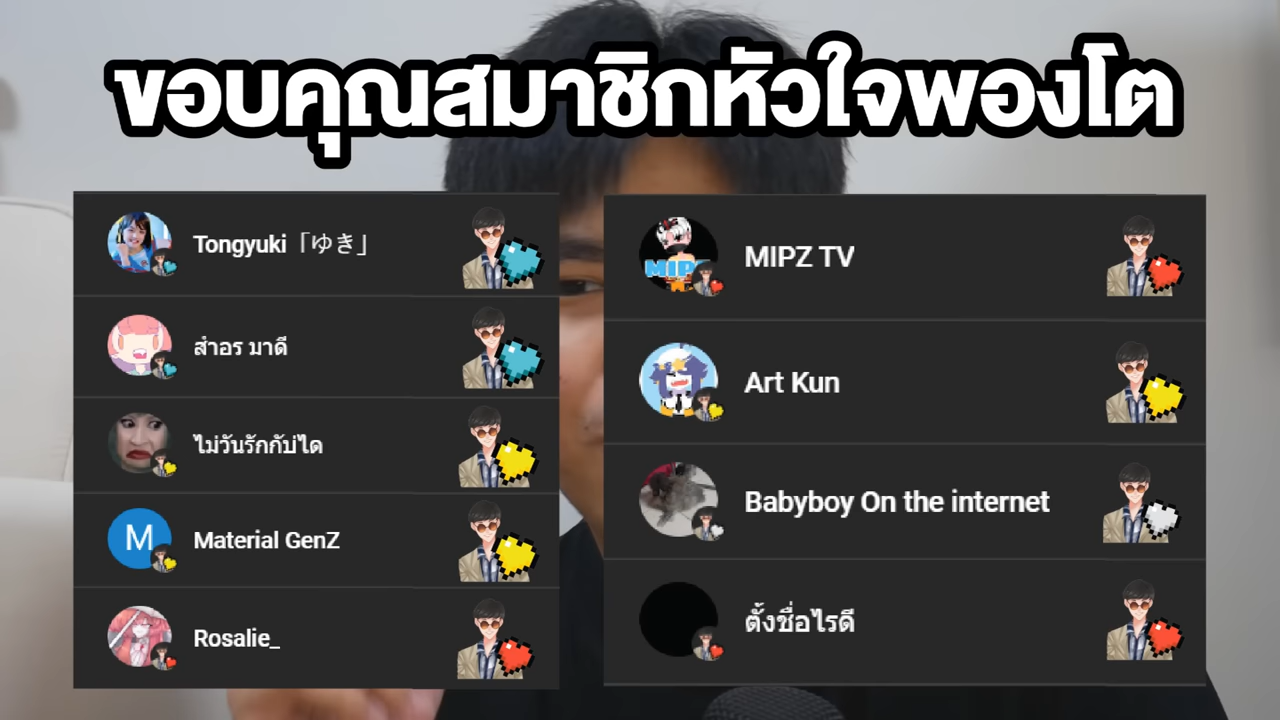 ขอบคุณสมาชิกหัวใจพองโต
Tongyuki「ゆき」
สำอร มาดี
ไม่วันรักกับไได
M
Material GenZ
Rosalie_
MIPZ TV
MIPZ
Art Kun
Babyboy On the internet
ตั้งชื่อไรดี